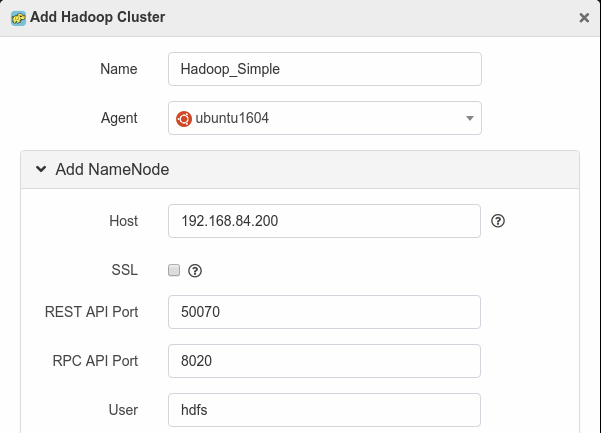 Add Hadoop Cluster ×
Name Hadoop_Simple
Agent ubuntu1604
Add NameNode
Host 192.168.84.200 ?
SSL ?
REST API Port 50070
RPC API Port 8020
User hdfs